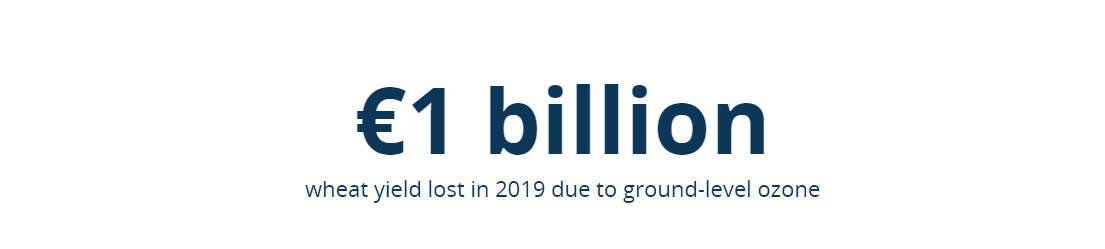 €1 billion
wheat yield lost in 2019 due to ground-level ozone